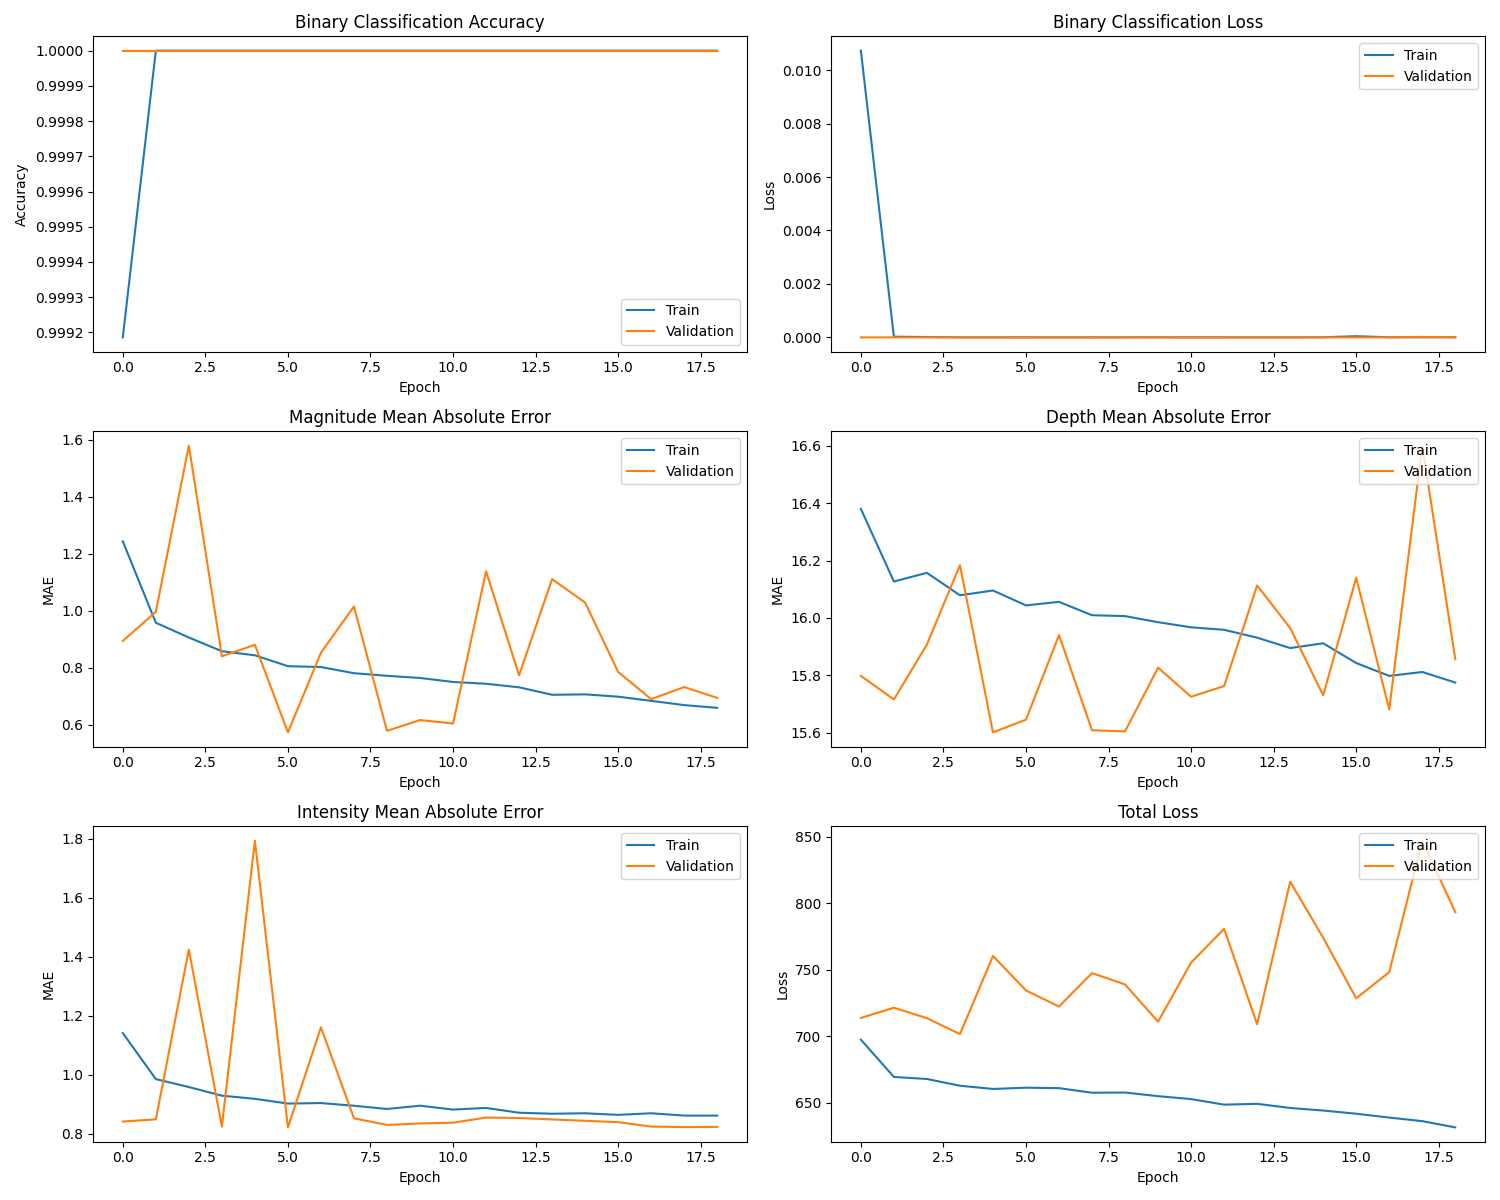 Binary Classification Accuracy
1.0000
0.9999
0.9998
0.9997
0.9996
0.9995
0.9994
0.9993
0.9992
Accuracy
Train
Validation
0.0 2.5 5.0 7.5 10.0 12.5 15.0 17.5
Epoch
Binary Classification Loss
0.010
0.008
0.006
0.004
0.002
0.000
Loss
Train
Validation
0.0 2.5 5.0 7.5 10.0 12.5 15.0 17.5
Epoch
Magnitude Mean Absolute Error
1.6
1.4
1.2
1.0
0.8
0.6
MAE
Train
Validation
0.0 2.5 5.0 7.5 10.0 12.5 15.0 17.5
Epoch
Depth Mean Absolute Error
16.6
16.4
16.2
16.0
15.8
15.6
MAE
Train
Validation
0.0 2.5 5.0 7.5 10.0 12.5 15.0 17.5
Epoch
Intensity Mean Absolute Error
1.8
1.6
1.4
1.2
1.0
0.8
MAE
Train
Validation
0.0 2.5 5.0 7.5 10.0 12.5 15.0 17.5
Epoch
Total Loss
850
800
750
700
650
Loss
Train
Validation
0.0 2.5 5.0 7.5 10.0 12.5 15.0 17.5
Epoch